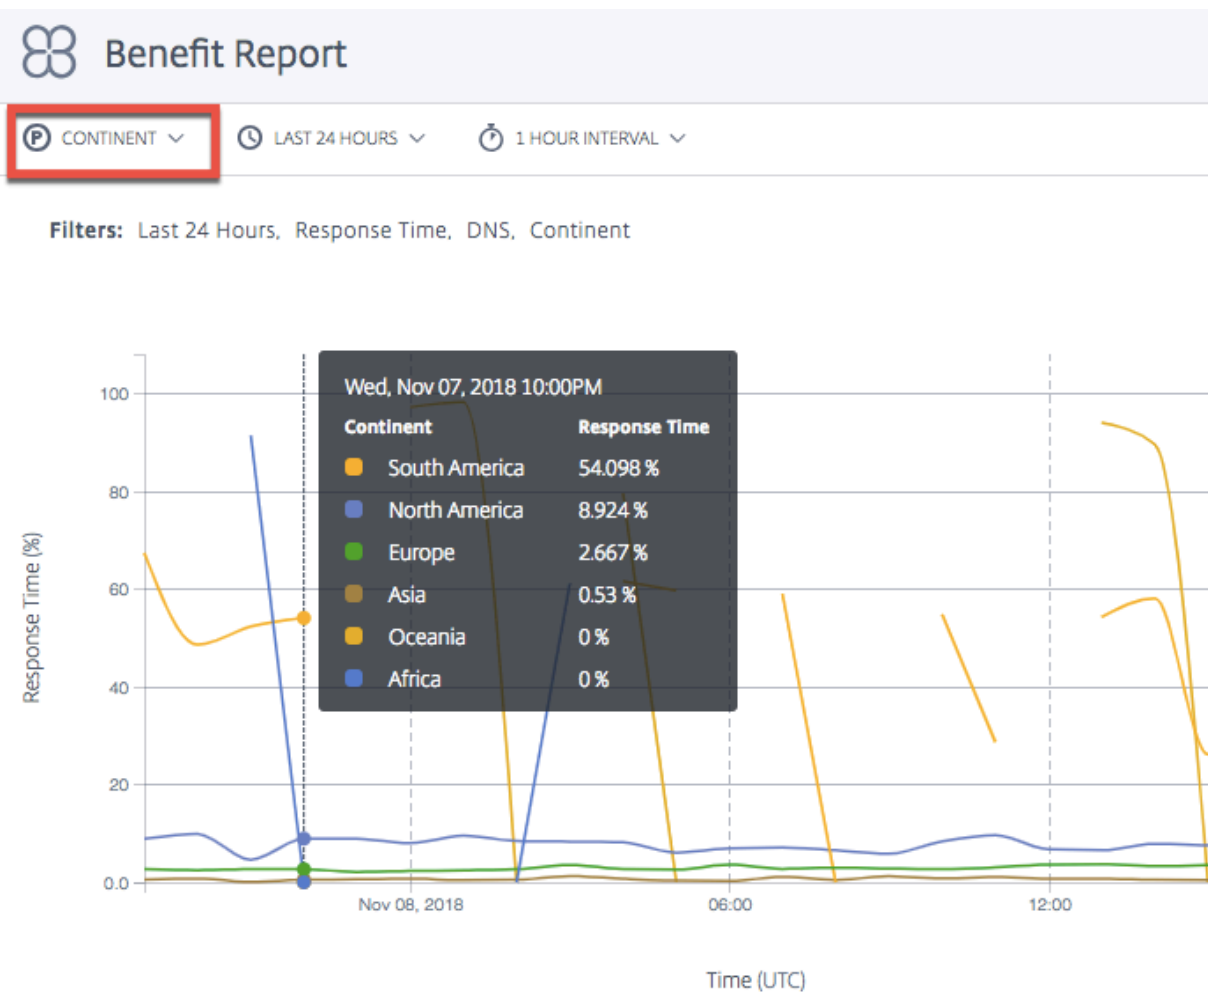 Benefit Report
P CONTINENT LAST 24 HOURS 1 HOUR INTERVAL
Filters: Last 24 Hours, Response Time, DNS, Continent
Wed, Nov 07, 2018 10:00PM
Continent Response Time
South America 54.098 %
North America 8.924 %
Europe 2.667 %
Asia 0.53 %
Oceania 0 %
Africa 0 %
100
80
60
40
20
0.0
Response Time (%)
Nov 08, 2018 06:00 12:00
Time (UTC)